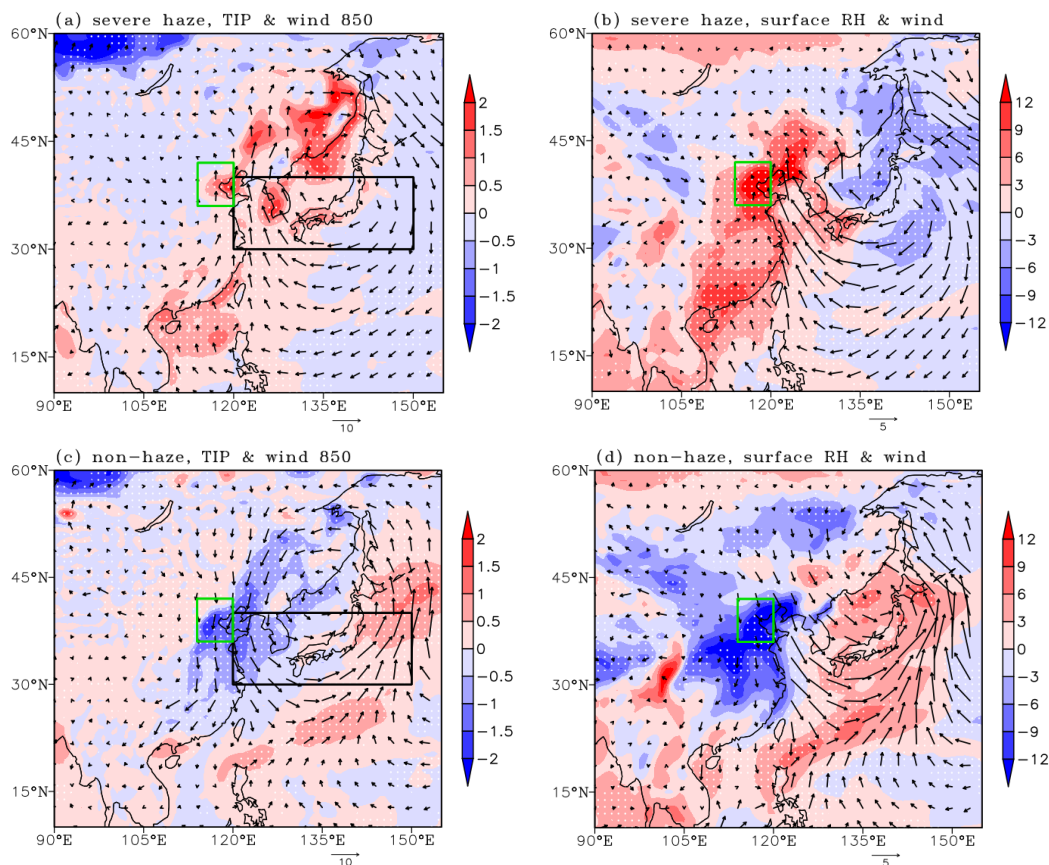 (a) severe haze, TIP & wind 850
60°N
45°N
30°N
15°N
90°E 105°E 120°E 135°E 150°E
10
2
1.5
1
0.5
0
−0.5
−1
−1.5
−2
(b) severe haze, surface RH & wind
60°N
45°N
30°N
15°N
90°E 105°E 120°E 135°E 150°E
5
12
9
6
3
0
−3
−6
−9
−12
(c) non−haze, TIP & wind 850
60°N
45°N
30°N
15°N
90°E 105°E 120°E 135°E 150°E
10
2
1.5
1
0.5
0
−0.5
−1
−1.5
−2
(d) non−haze, surface RH & wind
60°N
45°N
30°N
15°N
90°E 105°E 120°E 135°E 150°E
5
12
9
6
3
0
−3
−6
−9
−12